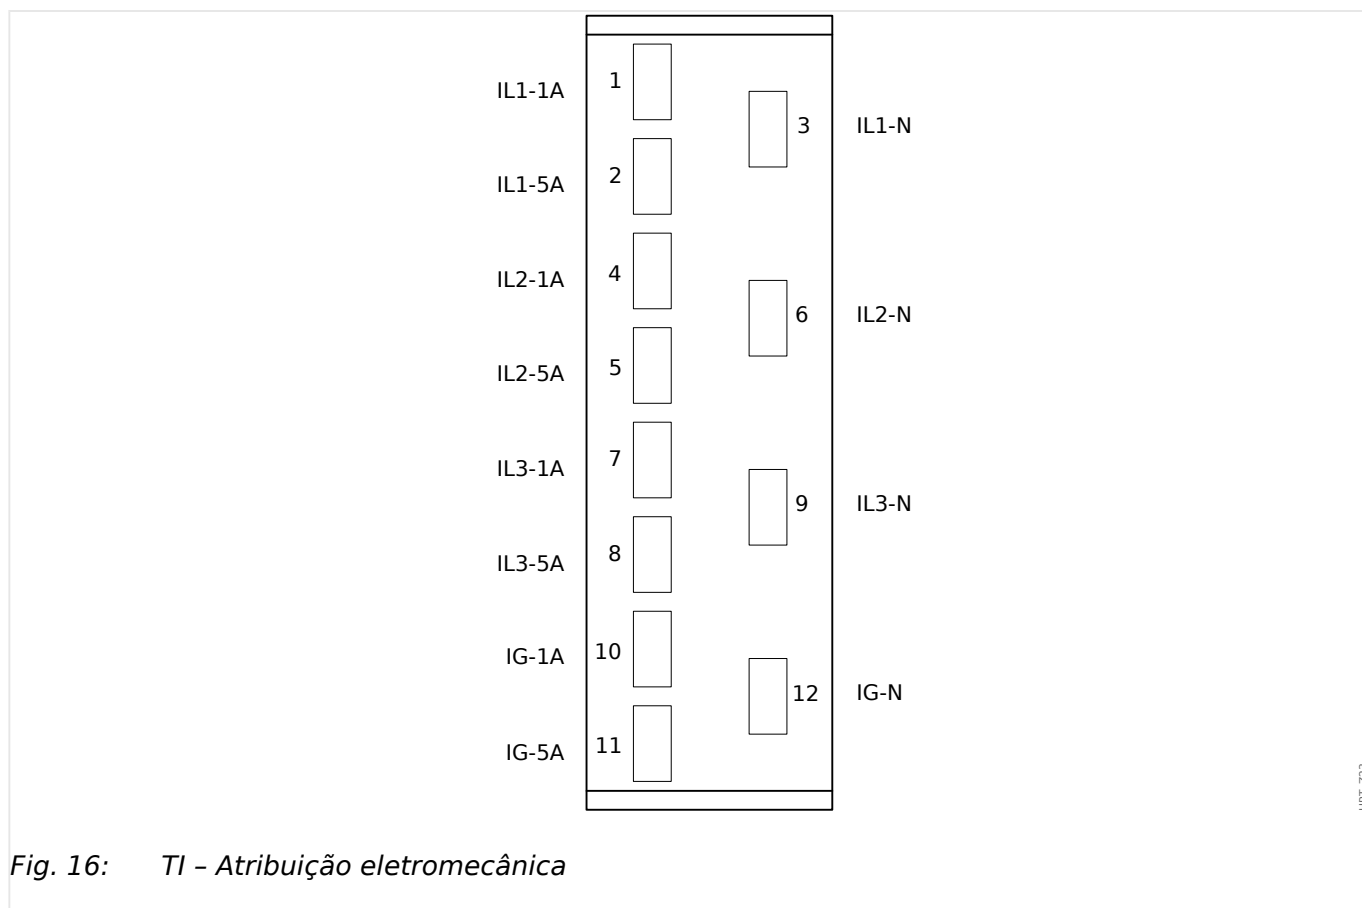 IL1-1A 1
3 IL1-N
IL1-5A 2
IL2-1A 4
6 IL2-N
IL2-5A 5
IL3-1A 7
9 IL3-N
IL3-5A 8
IG-1A 10
12 IG-N
IG-5A 11
Fig. 16: TI – Atribuição eletromecânica